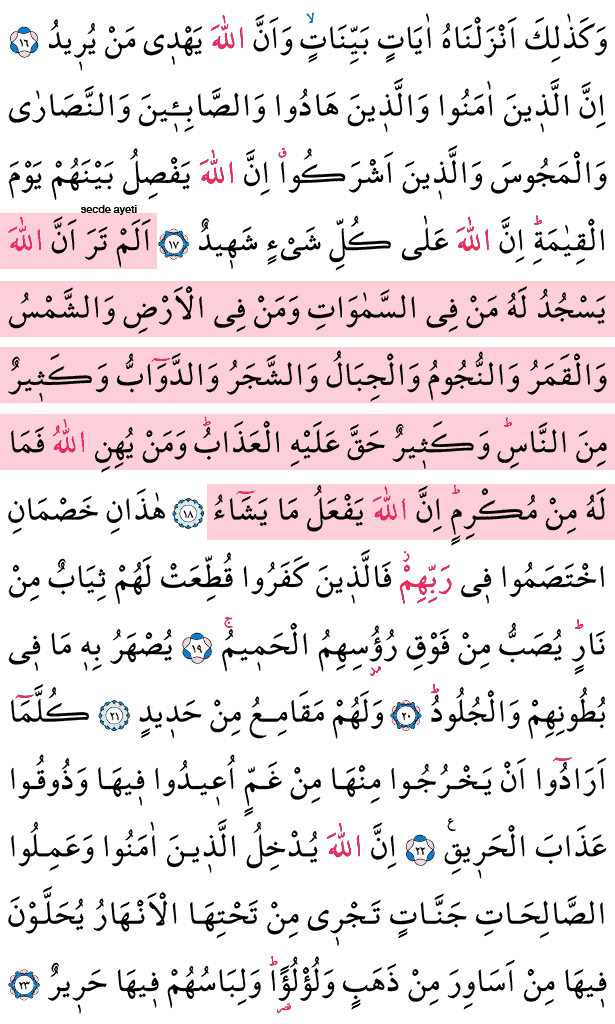 وَكَذٰلِكَ اَنْزَلْنَاهُ اٰيَاتٍ بَيِّنَاتٍۙ وَاَنَّ اللّٰهَ يَهْد۪ي مَنْ يُر۪يدُ ﴿١٦﴾
اِنَّ الَّذ۪ينَ اٰمَنُوا وَالَّذ۪ينَ هَادُوا وَالصَّابِـ۪ٔينَ وَالنَّصَارٰى
وَالْمَجُوسَ وَالَّذ۪ينَ اَشْرَكُواۗ اِنَّ اللّٰهَ يَفْصِلُ بَيْنَهُمْ يَوْمَ
secde ayeti
الْقِيٰمَةِۜ اِنَّ اللّٰهَ عَلٰى كُلِّ شَيْءٍ شَه۪يدٌ ﴿١٧﴾ اَلَمْ تَرَ اَنَّ اللّٰهَ
يَسْجُدُ لَهُ مَنْ فِي السَّمٰوَاتِ وَمَنْ فِي الْاَرْضِ وَالشَّمْسُ
وَالْقَمَرُ وَالنُّجُومُ وَالْجِبَالُ وَالشَّجَرُ وَالدَّوَٓابُّ وَكَث۪يرٌ
مِنَ النَّاسِۜ وَكَث۪يرٌ حَقَّ عَلَيْهِ الْعَذَابُۜ وَمَنْ يُهِنِ اللّٰهُ فَمَا
لَهُ مِنْ مُكْرِمٍۜ اِنَّ اللّٰهَ يَفْعَلُ مَا يَشَٓاءُ ﴿١٨﴾ هٰذَانِ خَصْمَانِ
اخْتَصَمُوا ف۪ي رَبِّهِمْۘ فَالَّذ۪ينَ كَفَرُوا قُطِّعَتْ لَهُمْ ثِيَابٌ مِنْ
نَارٍۜ يُصَبُّ مِنْ فَوْقِ رُؤُ۫سِهِمُ الْحَم۪يمُۚ ﴿١٩﴾ يُصْهَرُ بِه۪ مَا ف۪ي
بُطُونِهِمْ وَالْجُلُودُۜ ﴿٢٠﴾ وَلَهُمْ مَقَامِعُ مِنْ حَد۪يدٍ ﴿٢١﴾ كُلَّمَٓا
اَرَادُٓوا اَنْ يَخْرُجُوا مِنْهَا مِنْ غَمٍّ اُع۪يدُوا ف۪يهَا وَذُوقُوا
عَذَابَ الْحَر۪يقِ۟ ﴿٢٢﴾ اِنَّ اللّٰهَ يُدْخِلُ الَّذ۪ينَ اٰمَنُوا وَعَمِلُوا
الصَّالِحَاتِ جَنَّاتٍ تَجْر۪ي مِنْ تَحْتِهَا الْاَنْهَارُ يُحَلَّوْنَ
ف۪يهَا مِنْ اَسَاوِرَ مِنْ ذَهَبٍ وَلُؤْلُؤً۬اۜ وَلِبَاسُهُمْ ف۪يهَا حَر۪يرٌ ﴿٢٣﴾